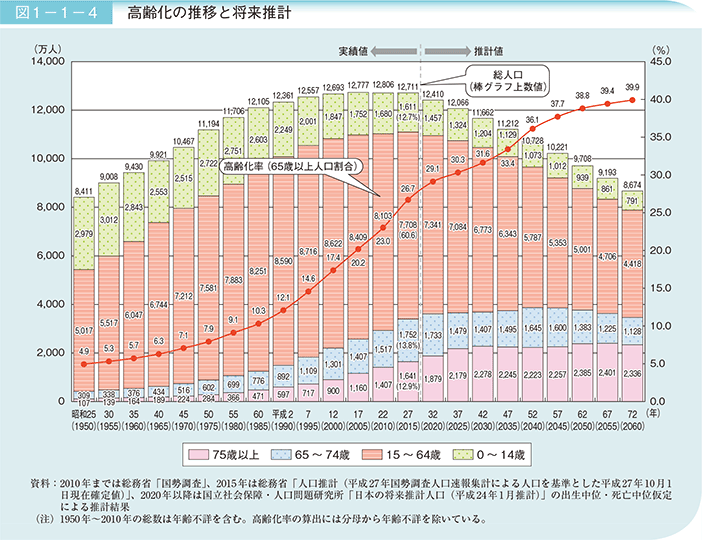 図1-1-4 高齢化の推移と将来推計
(万人) 実績値 推計値 (%)
総人口
(棒グラフ上数値)
高齢化率(65歳以上人口割合)
14,000 12,000 10,000 8,000 6,000 4,000 2,000 0
45.0 40.0 35.0 30.0 25.0 20.0 15.0 10.0 5.0 0.0
8,411 9,008 9,430 9,921 10,467 11,194 11,706 12,105 12,361 12,557 12,693 12,777 12,806 12,711 12,410 12,066 11,662 11,212 10,728 10,221 9,708 9,193 8,674
2,979 3,012 2,843 2,553 2,515 2,722 2,751 2,603 2,249 2,001 1,847 1,752 1,680 1,611 1,457 1,324 1,204 1,129 1,073 1,012 939 861 791
(12.7%)
5,017 5,517 6,047 6,744 7,212 7,581 7,883 8,251 8,590 8,716 8,622 8,409 8,103 7,708 7,341 7,084 6,773 6,343 5,787 5,353 5,001 4,706 4,418
(60.6)
4.9 5.3 5.7 6.3 7.1 7.9 9.1 10.3 12.1 14.6 17.4 20.2 23.0 26.7 29.1 30.3 31.6 33.4 36.1 37.7 38.8 39.4 39.9
309 338 376 434 516 602 699 776 892 1,109 1,301 1,407 1,517 1,752 1,733 1,479 1,407 1,495 1,645 1,600 1,383 1,225 1,128
(13.8%)
107 139 164 189 224 284 366 471 597 717 900 1,160 1,407 1,641 1,879 2,179 2,278 2,245 2,223 2,257 2,385 2,401 2,336
(12.9%)
昭和25 30 35 40 45 50 55 60 平成2 7 12 17 22 27 32 37 42 47 52 57 62 67 72 (年)
(1950) (1955) (1960) (1965) (1970) (1975) (1980) (1985) (1990) (1995) (2000) (2005) (2010) (2015) (2020) (2025) (2030) (2035) (2040) (2045) (2050) (2055) (2060)
75歳以上 65～74歳 15～64歳 0～14歳
資料：2010年までは総務省「国勢調査」、2015年は総務省「人口推計（平成27年国勢調査人口速報集計による人口を基準とした平成27年10月1
日現在確定値）」、2020年以降は国立社会保障・人口問題研究所「日本の将来推計人口（平成24年1月推計）」の出生中位・死亡中位仮定
による推計結果
（注）1950年～2010年の総数は年齢不詳を含む。高齢化率の算出には分母から年齢不詳を除いている。